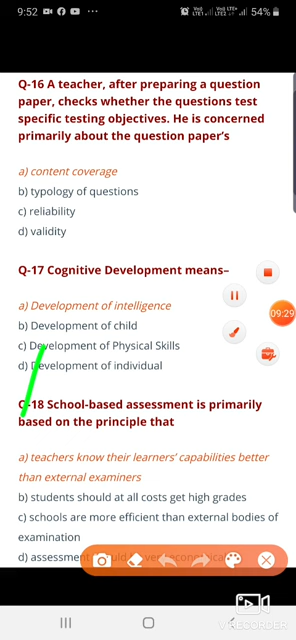 9:52
54%
Q-16 A teacher, after preparing a question
paper, checks whether the questions test
specific testing objectives. He is concerned
primarily about the question paper's
a) content coverage
b) typology of questions
c) reliability
d) validity
Q-17 Cognitive Development means–
a) Development of intelligence
b) Development of child
09:29
c) Development of Physical Skills
d) Development of individual
Q-18 School-based assessment is primarily
based on the principle that
a) teachers know their learners' capabilities better
than external examiners
b) students should at all costs get high grades
c) schools are more efficient than external bodies of
examination
d) assessment
V RECORDER